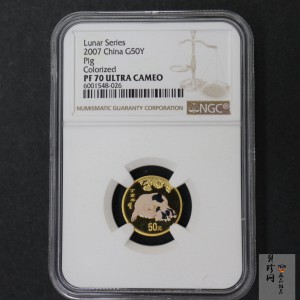 Lunar Series
2007 China G50Y
Pig
Colorized
PF 70 ULTRA CAMEO
6001548-026
NUMISMATIC GUARANTY CORPORATION
NGC
50元